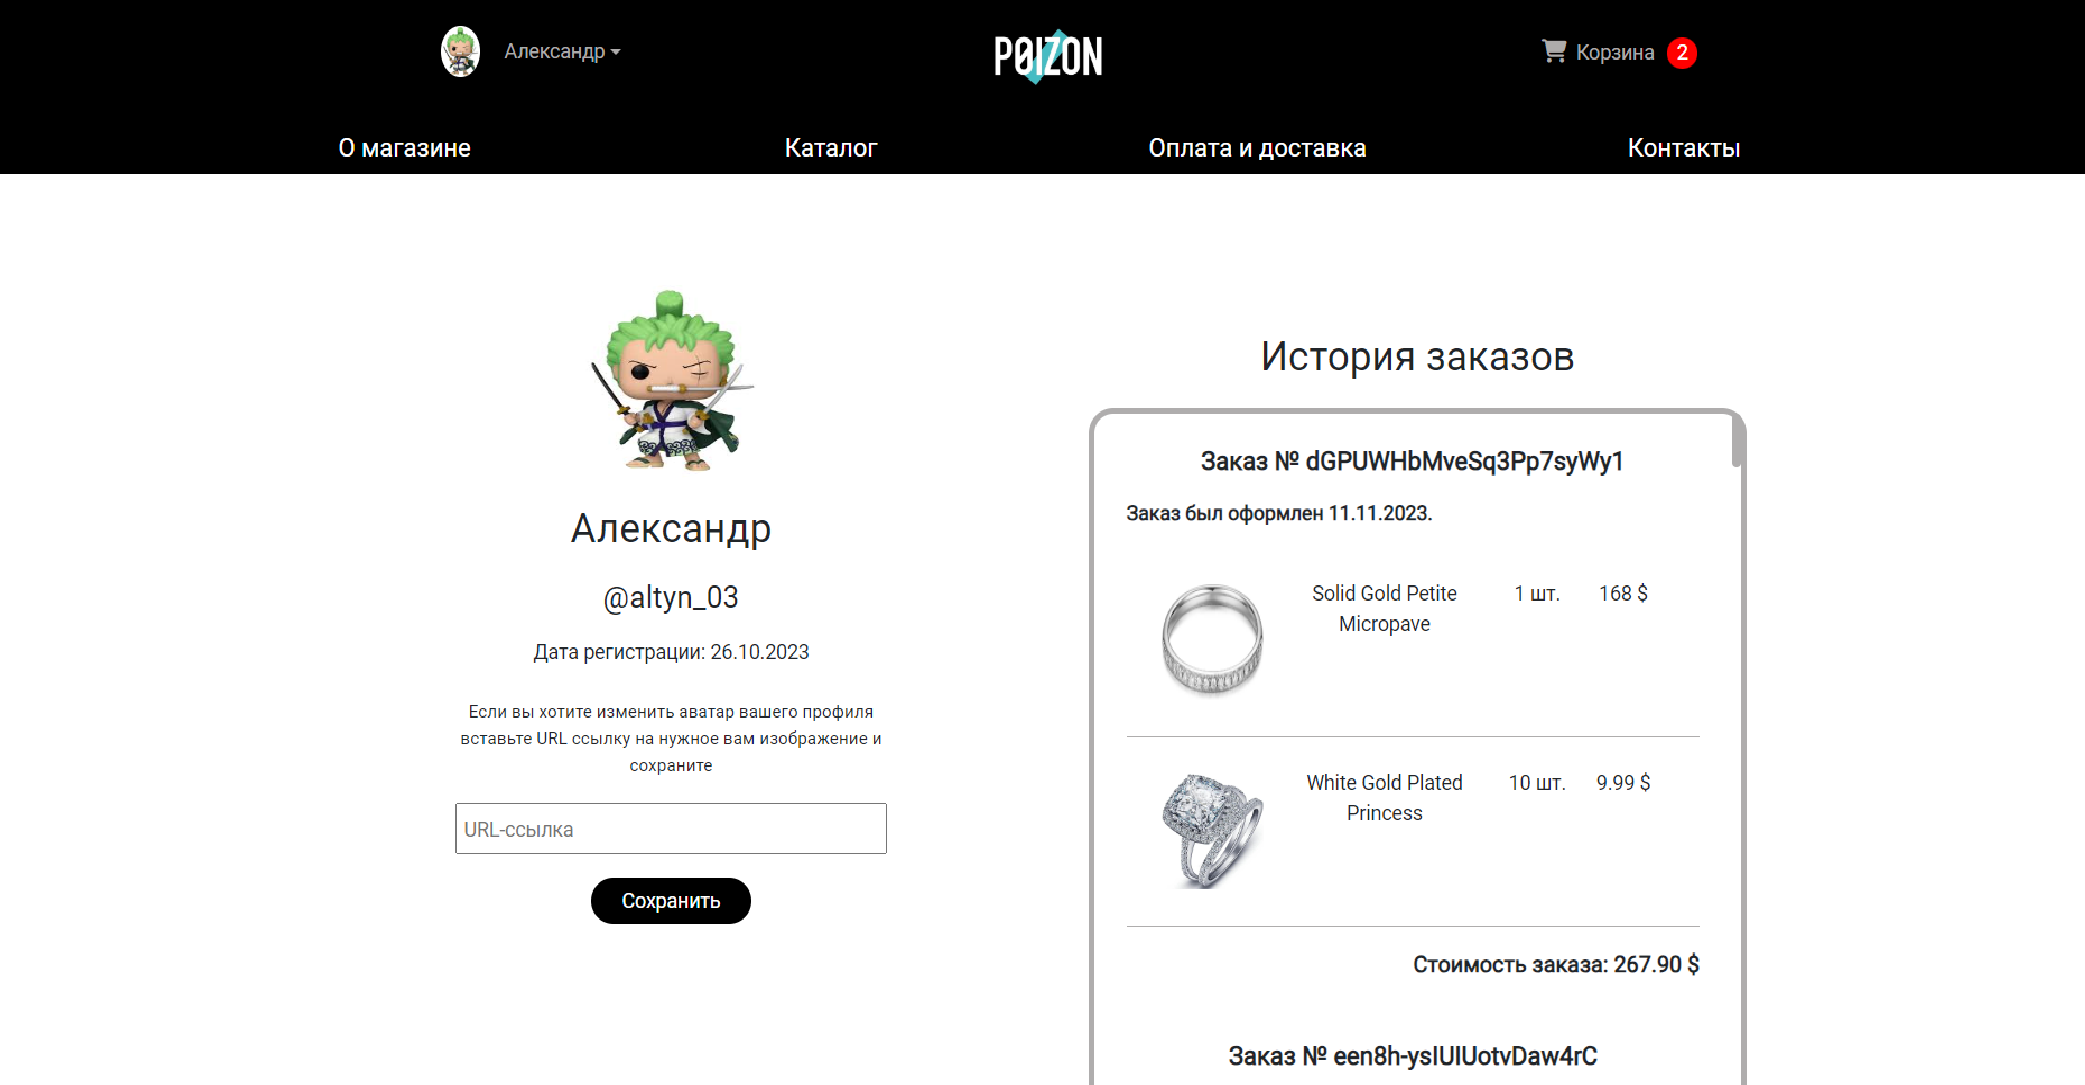 Александр
POIZON
Корзина 2
О магазине
Каталог
Оплата и доставка
Контакты
Александр
@altyn_03
Дата регистрации: 26.10.2023
Если вы хотите изменить аватар вашего профиля
вставьте URL ссылку на нужное вам изображение и
сохраните
URL-ссылка
Сохранить
История заказов
Заказ № dGPUWHbMveSq3Pp7syWy1
Заказ был оформлен 11.11.2023.
Solid Gold Petite
Micropave
1 шт.
168 $
White Gold Plated
Princess
10 шт.
9.99 $
Стоимость заказа: 267.90 $
Заказ № een8h-ysIUIUotvDaw4rC